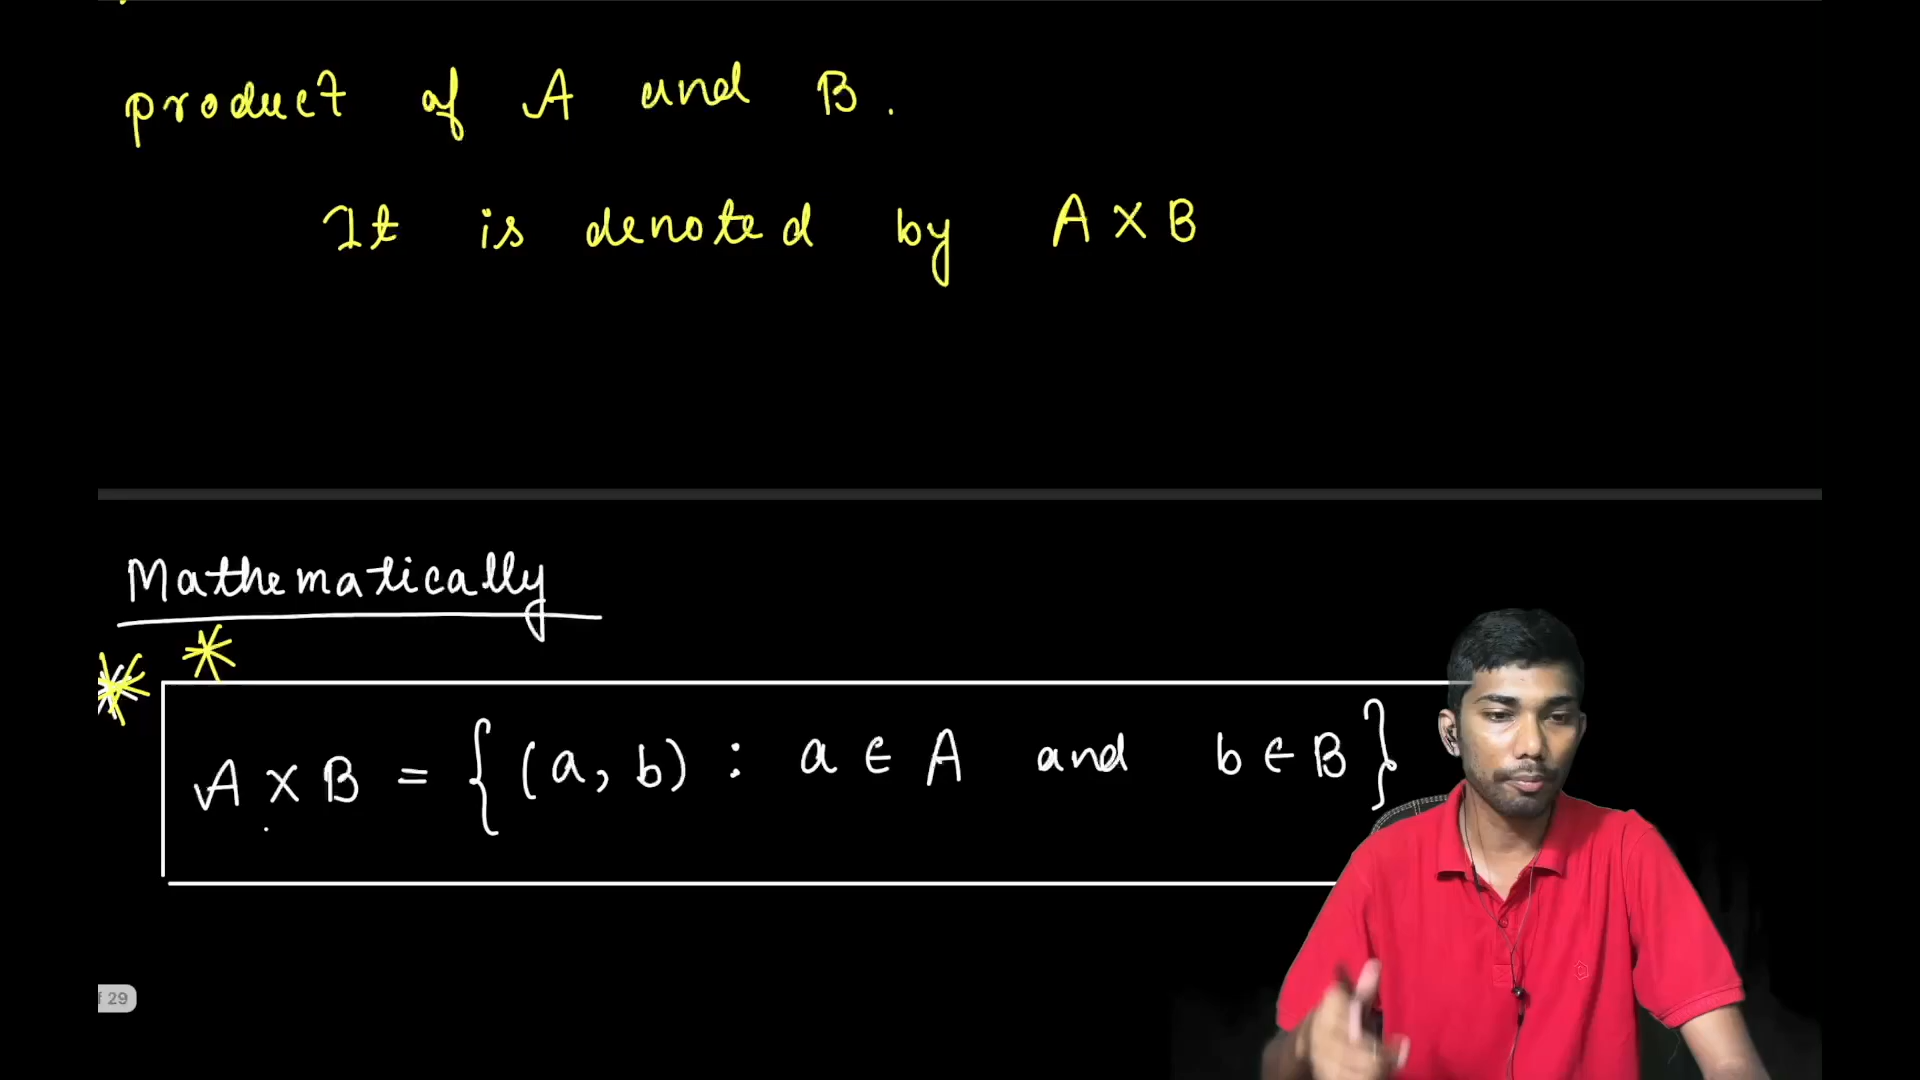 product of A and B.
It is denoted by A × B
Mathematically
A × B = { (a, b) : a ∈ A and b ∈ B }
f 29